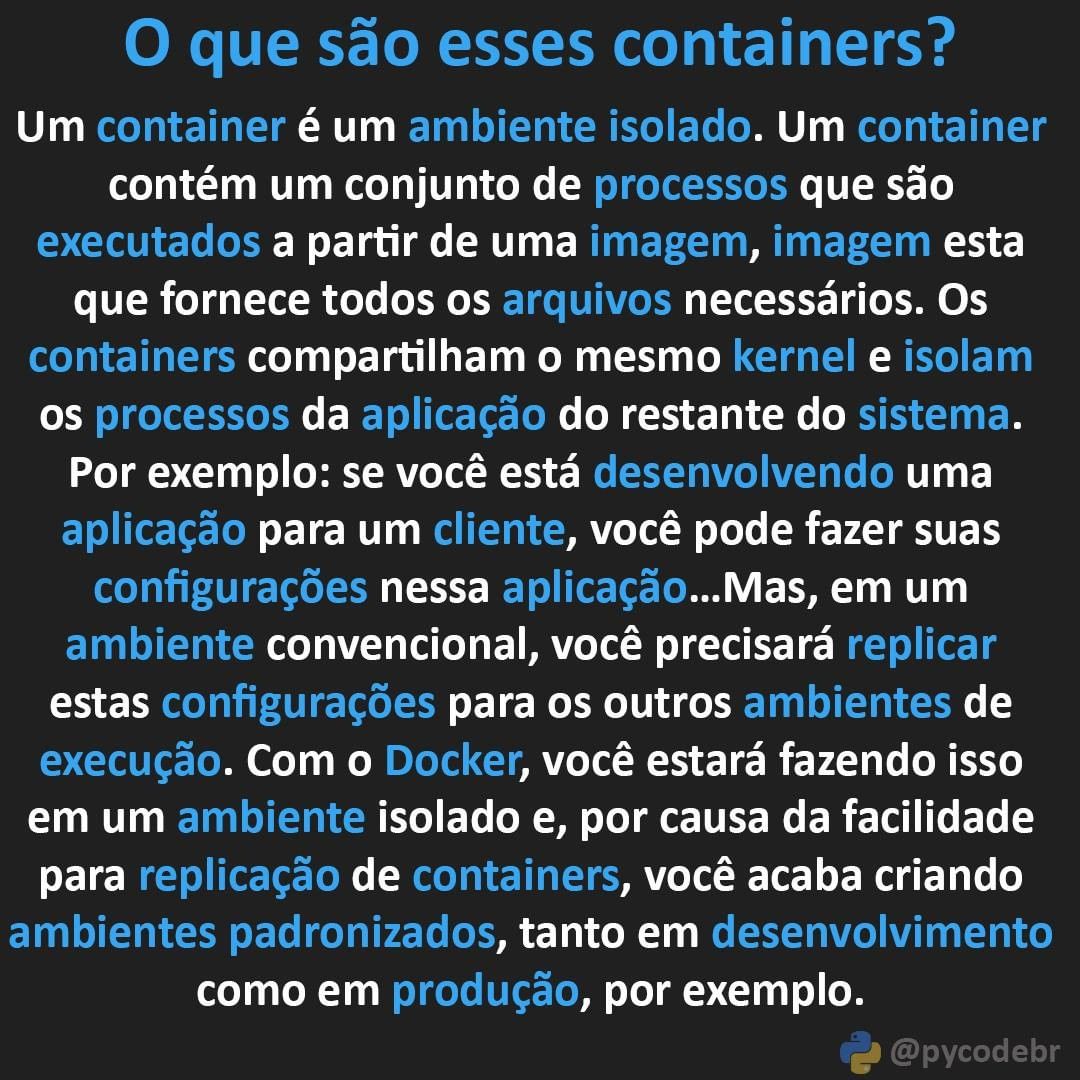 O que são esses containers?
Um container é um ambiente isolado. Um container
contém um conjunto de processos que são
executados a partir de uma imagem, imagem esta
que fornece todos os arquivos necessários. Os
containers compartilham o mesmo kernel e isolam
os processos da aplicação do restante do sistema.
Por exemplo: se você está desenvolvendo uma
aplicação para um cliente, você pode fazer suas
configurações nessa aplicação...Mas, em um
ambiente convencional, você precisará replicar
estas configurações para os outros ambientes de
execução. Com o Docker, você estará fazendo isso
em um ambiente isolado e, por causa da facilidade
para replicação de containers, você acaba criando
ambientes padronizados, tanto em desenvolvimento
como em produção, por exemplo.
@pycodebr